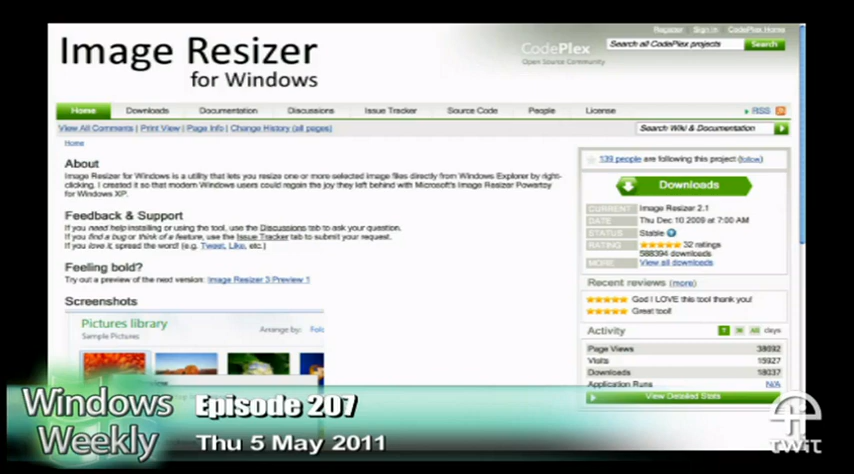 Register Sign In CodePlex Home
Image Resizer
for Windows
CodePlex
Open Source Community
Search all CodePlex projects Search
Home Downloads Documentation Discussions Issue Tracker Source Code People License RSS
View All Comments | Print View | Page Info | Change History (all pages)
Search Wiki & Documentation
Home
About
Image Resizer for Windows is a utility that lets you resize one or more selected image files directly from Windows Explorer by right-
clicking. I created it so that modern Windows users could regain the joy they left behind with Microsoft's Image Resizer Powertoy
for Windows XP.
Feedback & Support
If you need help installing or using the tool, use the Discussions tab to ask your question.
If you find a bug or think of a feature, use the Issue Tracker tab to submit your request.
If you love it, spread the word! (e.g. Tweet, Like, etc.)
Feeling bold?
Try out a preview of the next version: Image Resizer 3 Preview 1
Screenshots
Pictures library
Sample Pictures
Arrange by:
139 people are following this project (follow)
Downloads
CURRENT Image Resizer 2.1
DATE Thu Dec 10 2009 at 7:00 AM
STATUS Stable
RATING 32 ratings
588394 downloads
MORE View all downloads
Recent reviews (more)
God I LOVE this tool thank you!
Great tool!
Activity 7 30 All days
Page Views 38092
Visits 15927
Downloads 18037
Application Runs N/A
View Detailed Stats
Windows
Weekly
Episode 207
Thu 5 May 2011
twit